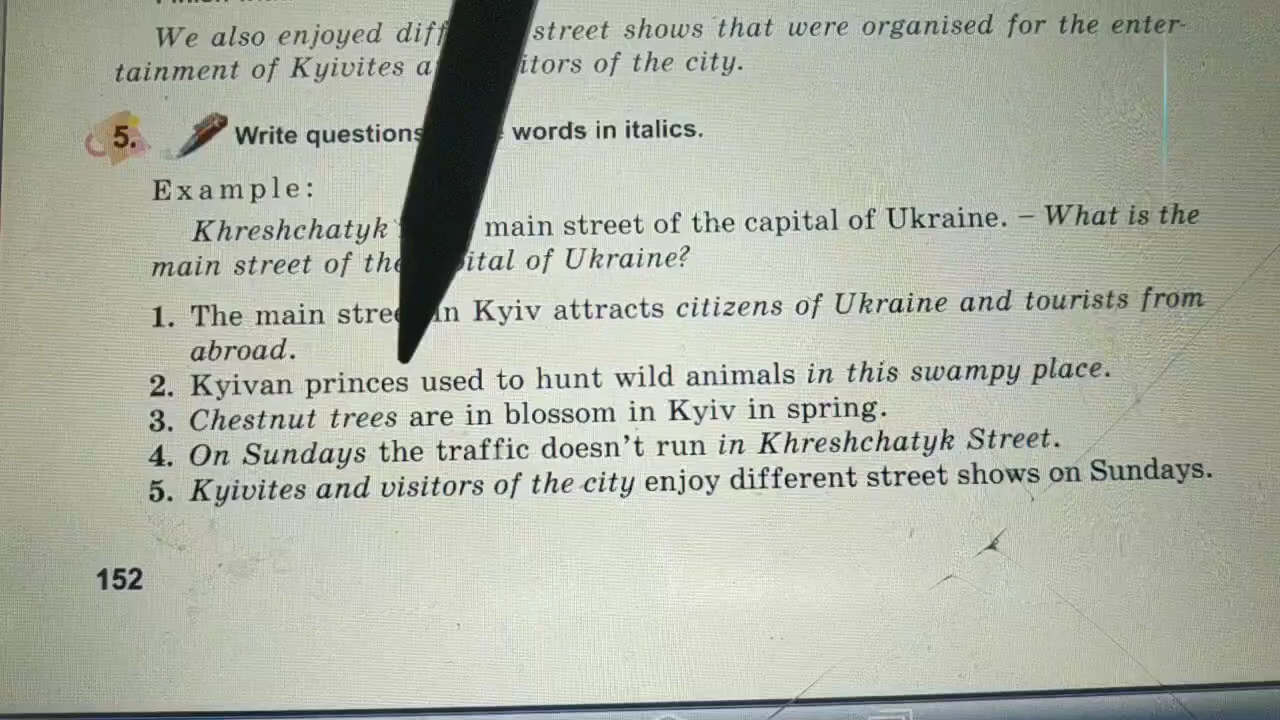 We also enjoyed diff street shows that were organised for the enter-
tainment of Kyivites a itors of the city.
5. Write questions words in italics.
Example:
Khreshchatyk main street of the capital of Ukraine. – What is the
main street of the ital of Ukraine?
1. The main stree in Kyiv attracts citizens of Ukraine and tourists from
abroad.
2. Kyivan princes used to hunt wild animals in this swampy place.
3. Chestnut trees are in blossom in Kyiv in spring.
4. On Sundays the traffic doesn't run in Khreshchatyk Street.
5. Kyivites and visitors of the city enjoy different street shows on Sundays.
152